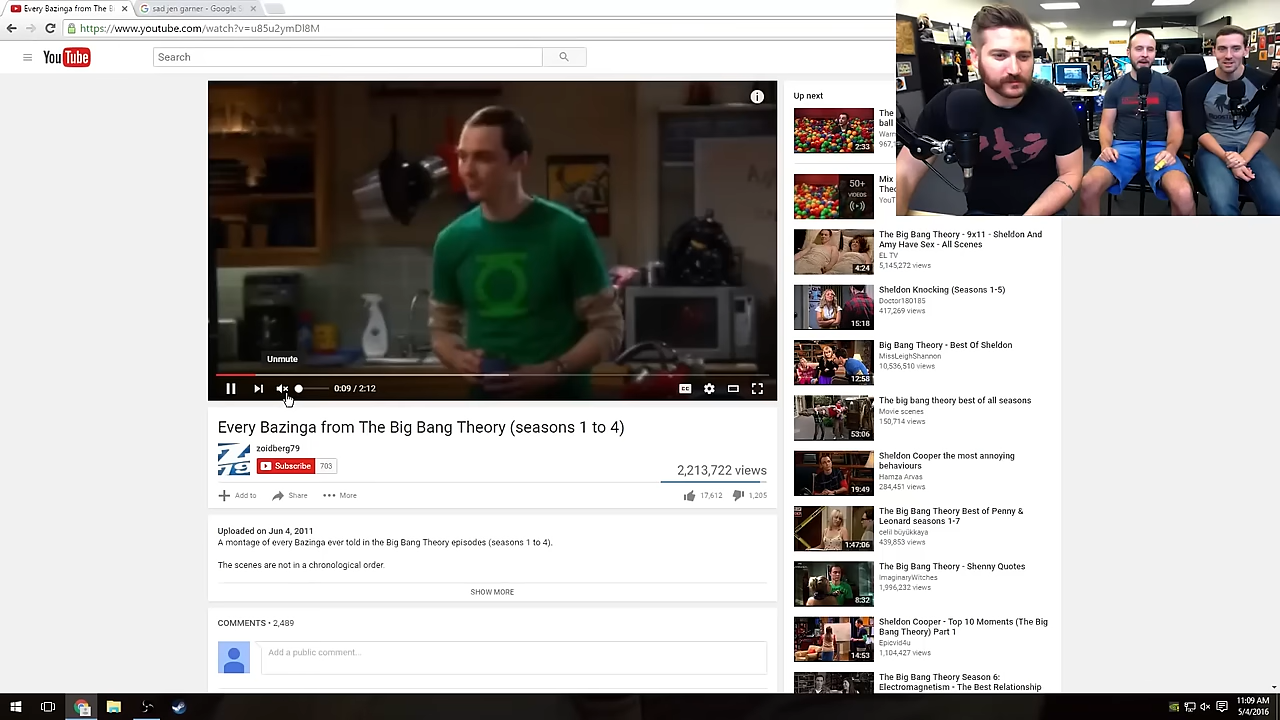 Every Bazinga from The B
sad jen garner - Google S
https://www.youtube.com/watch?v=u85u2ymDl8M
YouTube
Search
Up next
The
ball
Warn
967,1
2:33
50+
VIDEOS
Mix
Theo
YouT
The Big Bang Theory - 9x11 - Sheldon And
Amy Have Sex - All Scenes
EL TV
5,145,272 views
4:24
Sheldon Knocking (Seasons 1-5)
Doctor180185
417,269 views
15:18
Big Bang Theory - Best Of Sheldon
MissLeighShannon
10,536,510 views
12:58
The big bang theory best of all seasons
Movie scenes
150,714 views
53:06
Sheldon Cooper the most annoying
behaviours
Hamza Arvas
284,451 views
19:49
The Big Bang Theory Best of Penny &
Leonard seasons 1-7
celil büyükkaya
439,853 views
1:47:06
The Big Bang Theory - Shenny Quotes
ImaginaryWitches
1,996,232 views
8:32
Sheldon Cooper - Top 10 Moments (The Big
Bang Theory) Part 1
Epicvid4u
1,104,427 views
14:53
The Big Bang Theory Season 6:
Electromagnetism - The Best Relationship
Unmute
0:09 / 2:12
CC
Every Bazinga from The Big Bang Theory (seasons 1 to 4)
zoidberg79
Subscribe
703
2,213,722 views
Add to
Share
More
17,612
1,205
Uploaded on Jun 4, 2011
A montage of every Bazinga ever told in the Big Bang Theory episodes (seasons 1 to 4).
The scenes are not in a chronological order.
SHOW MORE
COMMENTS • 2,489
Add a public comment...
11:09 AM
5/4/2016